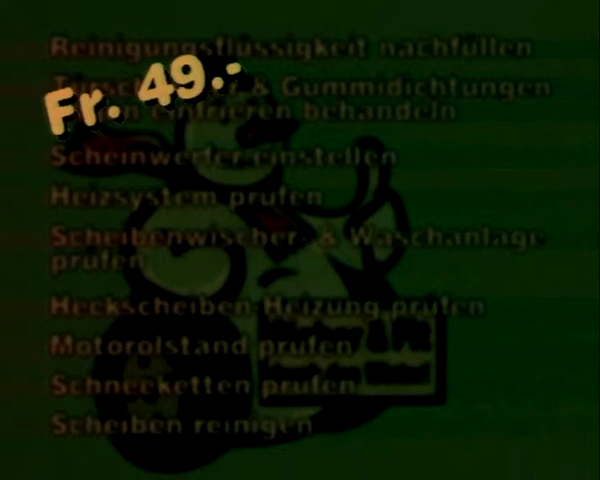 Reinigungsflüssigkeit nachfüllen
Fr. 49.-
& Gummidichtungen
einfrieren behandeln
Scheinwerfer einstellen
Heizsystem prüfen
Scheibenwischer- & Waschanlage
prüfen
Heckscheiben-Heizung prüfen
Motorölstand prüfen
Schneeketten prüfen
Scheiben reinigen